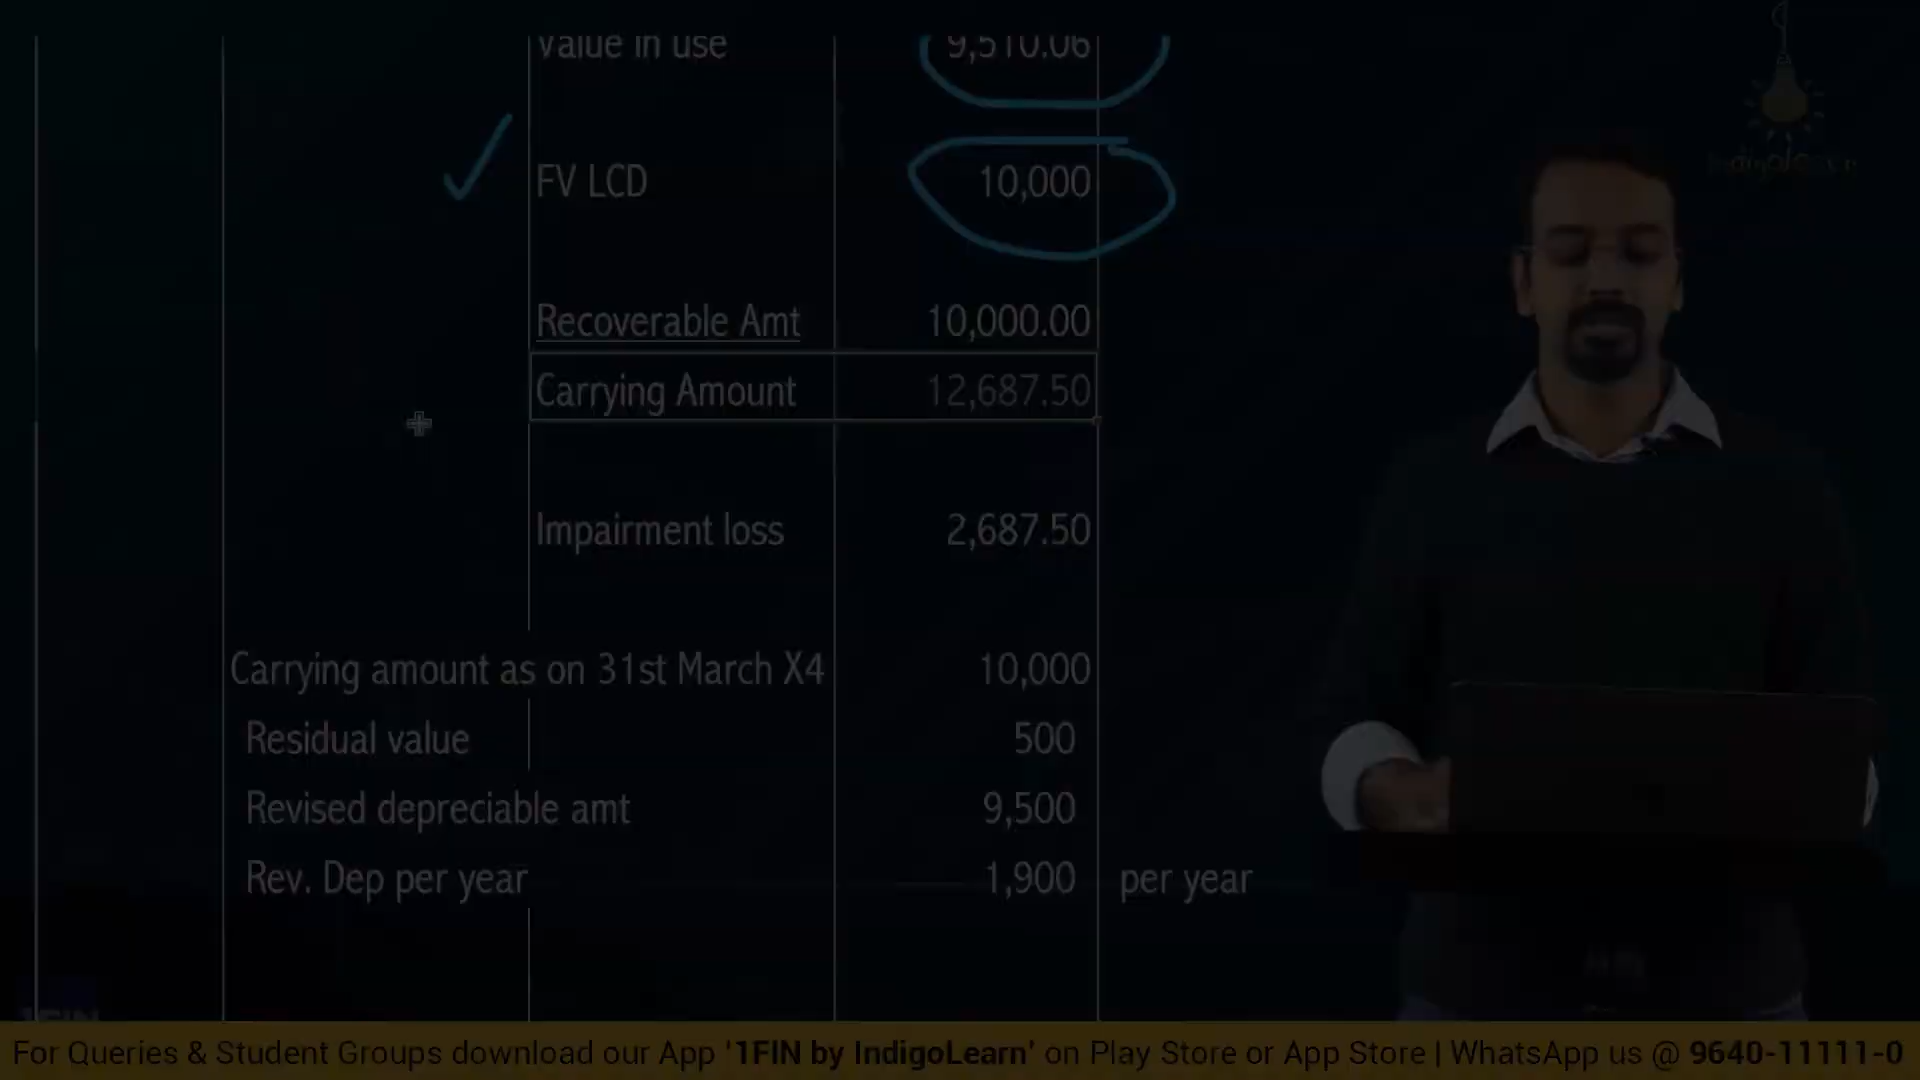 Value in use 9,510.06
FV LCD 10,000
Recoverable Amt 10,000.00
Carrying Amount 12,687.50
Impairment loss 2,687.50
Carrying amount as on 31st March X4 10,000
Residual value 500
Revised depreciable amt 9,500
Rev. Dep per year 1,900 per year
1FIN
For Queries & Student Groups download our App '1FIN by IndigoLearn' on Play Store or App Store | WhatsApp us @ 9640-11111-0